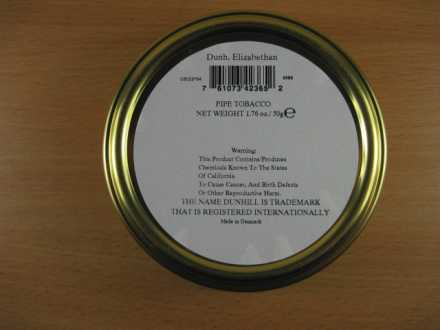 Dunh. Elizabethan
7 61073 42365 2
PIPE TOBACCO
NET WEIGHT 1.76 oz./ 50g℮
Warning:
This Product Contains/Produces
Chemicals Known To The States
Of California
To Cause Cancer, And Birth Defects
Or Other Reproductive Harm.
THE NAME DUNHILL IS TRADEMARK
THAT IS REGISTERED INTERNATIONALLY
Made in Denmark